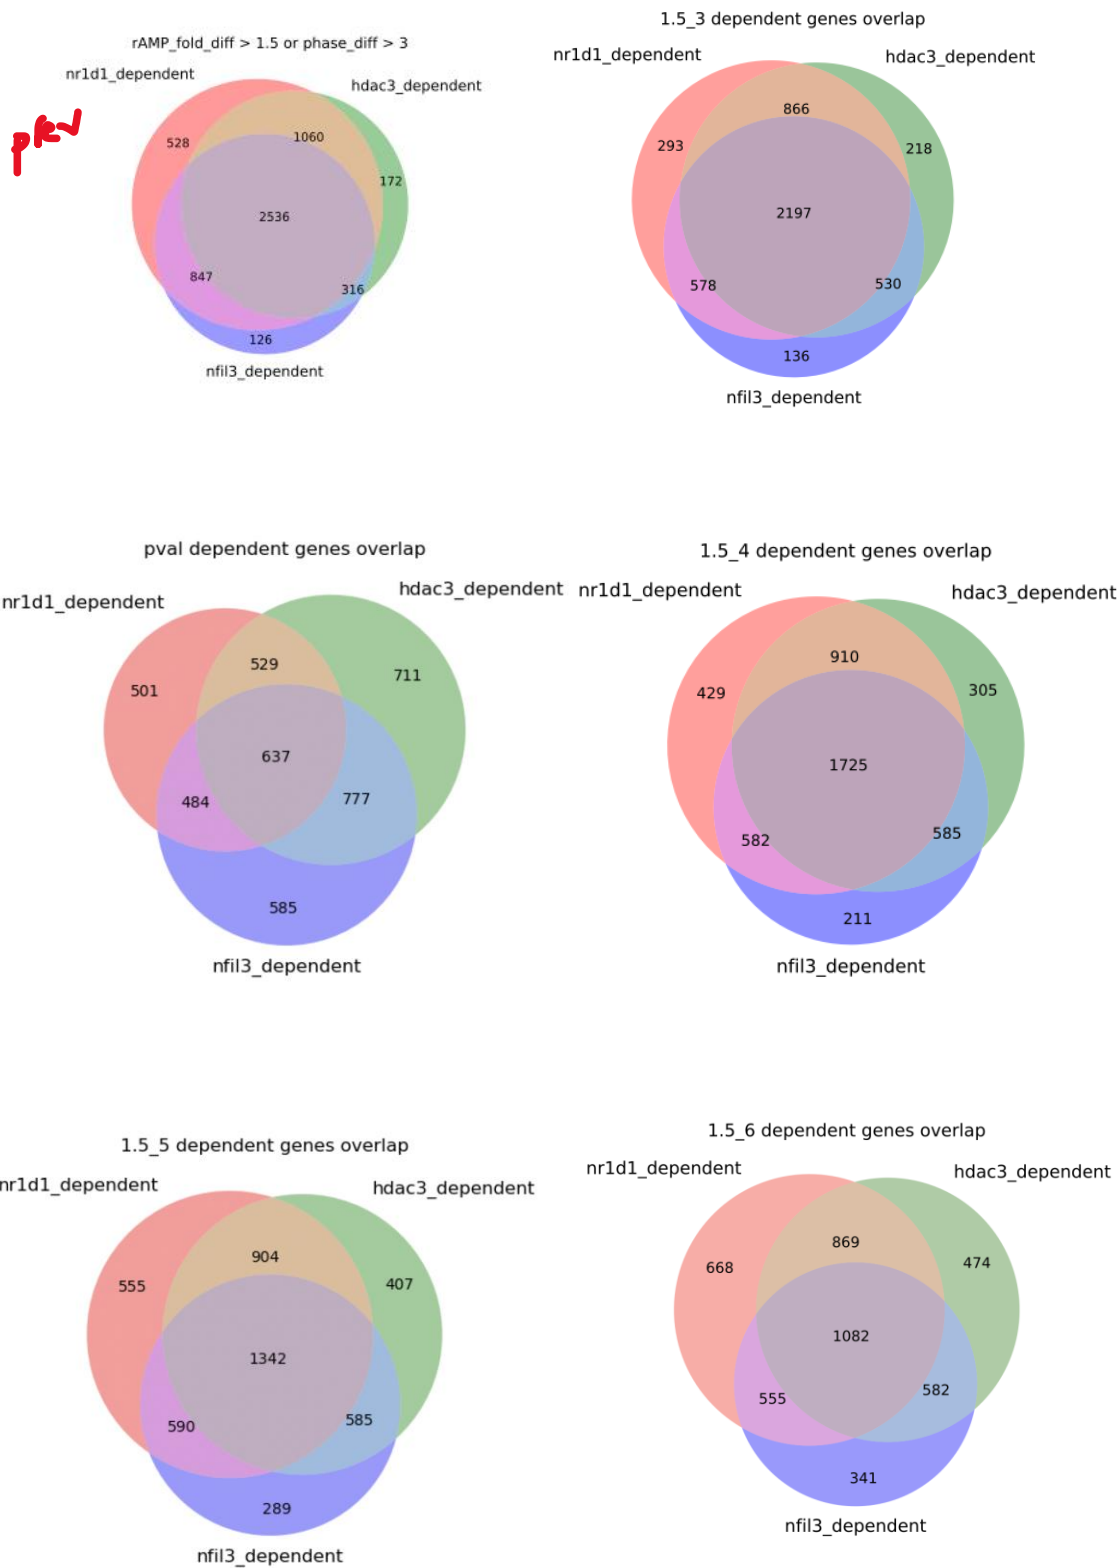 rAMP_fold_diff > 1.5 or phase_diff > 3
nr1d1_dependent
hdac3_dependent
prev
528
1060
172
2536
847
316
126
nfil3_dependent
1.5_3 dependent genes overlap
nr1d1_dependent
hdac3_dependent
866
293
218
2197
578
530
136
nfil3_dependent
pval dependent genes overlap
nr1d1_dependent
hdac3_dependent
529
501
711
637
484
777
585
nfil3_dependent
1.5_4 dependent genes overlap
nr1d1_dependent
hdac3_dependent
910
429
305
1725
582
585
211
nfil3_dependent
1.5_5 dependent genes overlap
nr1d1_dependent
hdac3_dependent
904
555
407
1342
590
585
289
nfil3_dependent
1.5_6 dependent genes overlap
nr1d1_dependent
hdac3_dependent
869
668
474
1082
555
582
341
nfil3_dependent